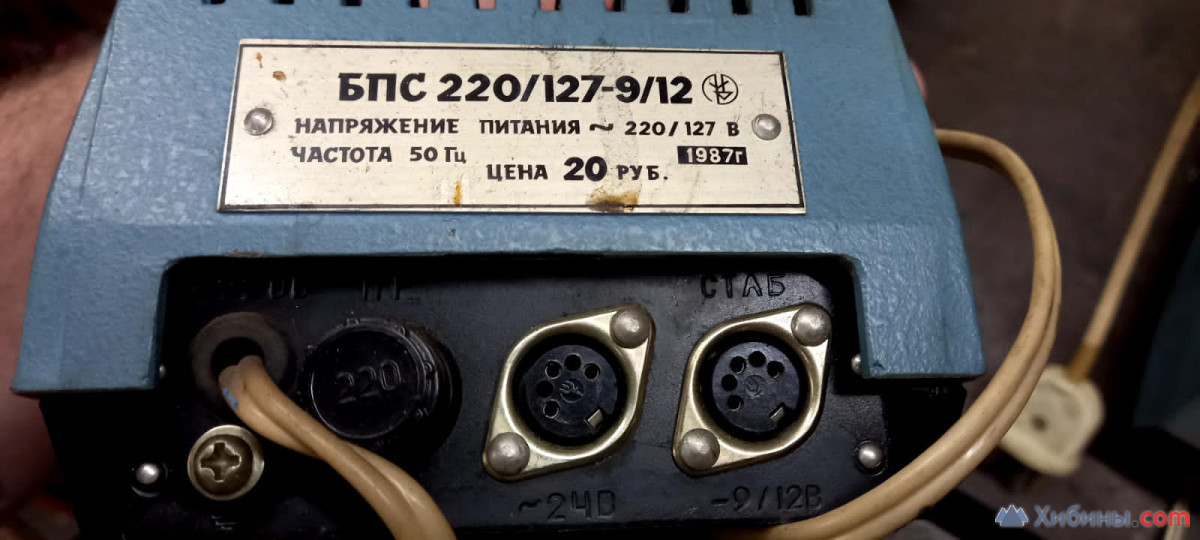 БПС 220/127-9/12
НАПРЯЖЕНИЕ ПИТАНИЯ ~ 220/127 В
ЧАСТОТА 50 Гц
1987г
ЦЕНА 20 РУБ.
СТАБ
220
~24В
-9/12В
Хибины.com